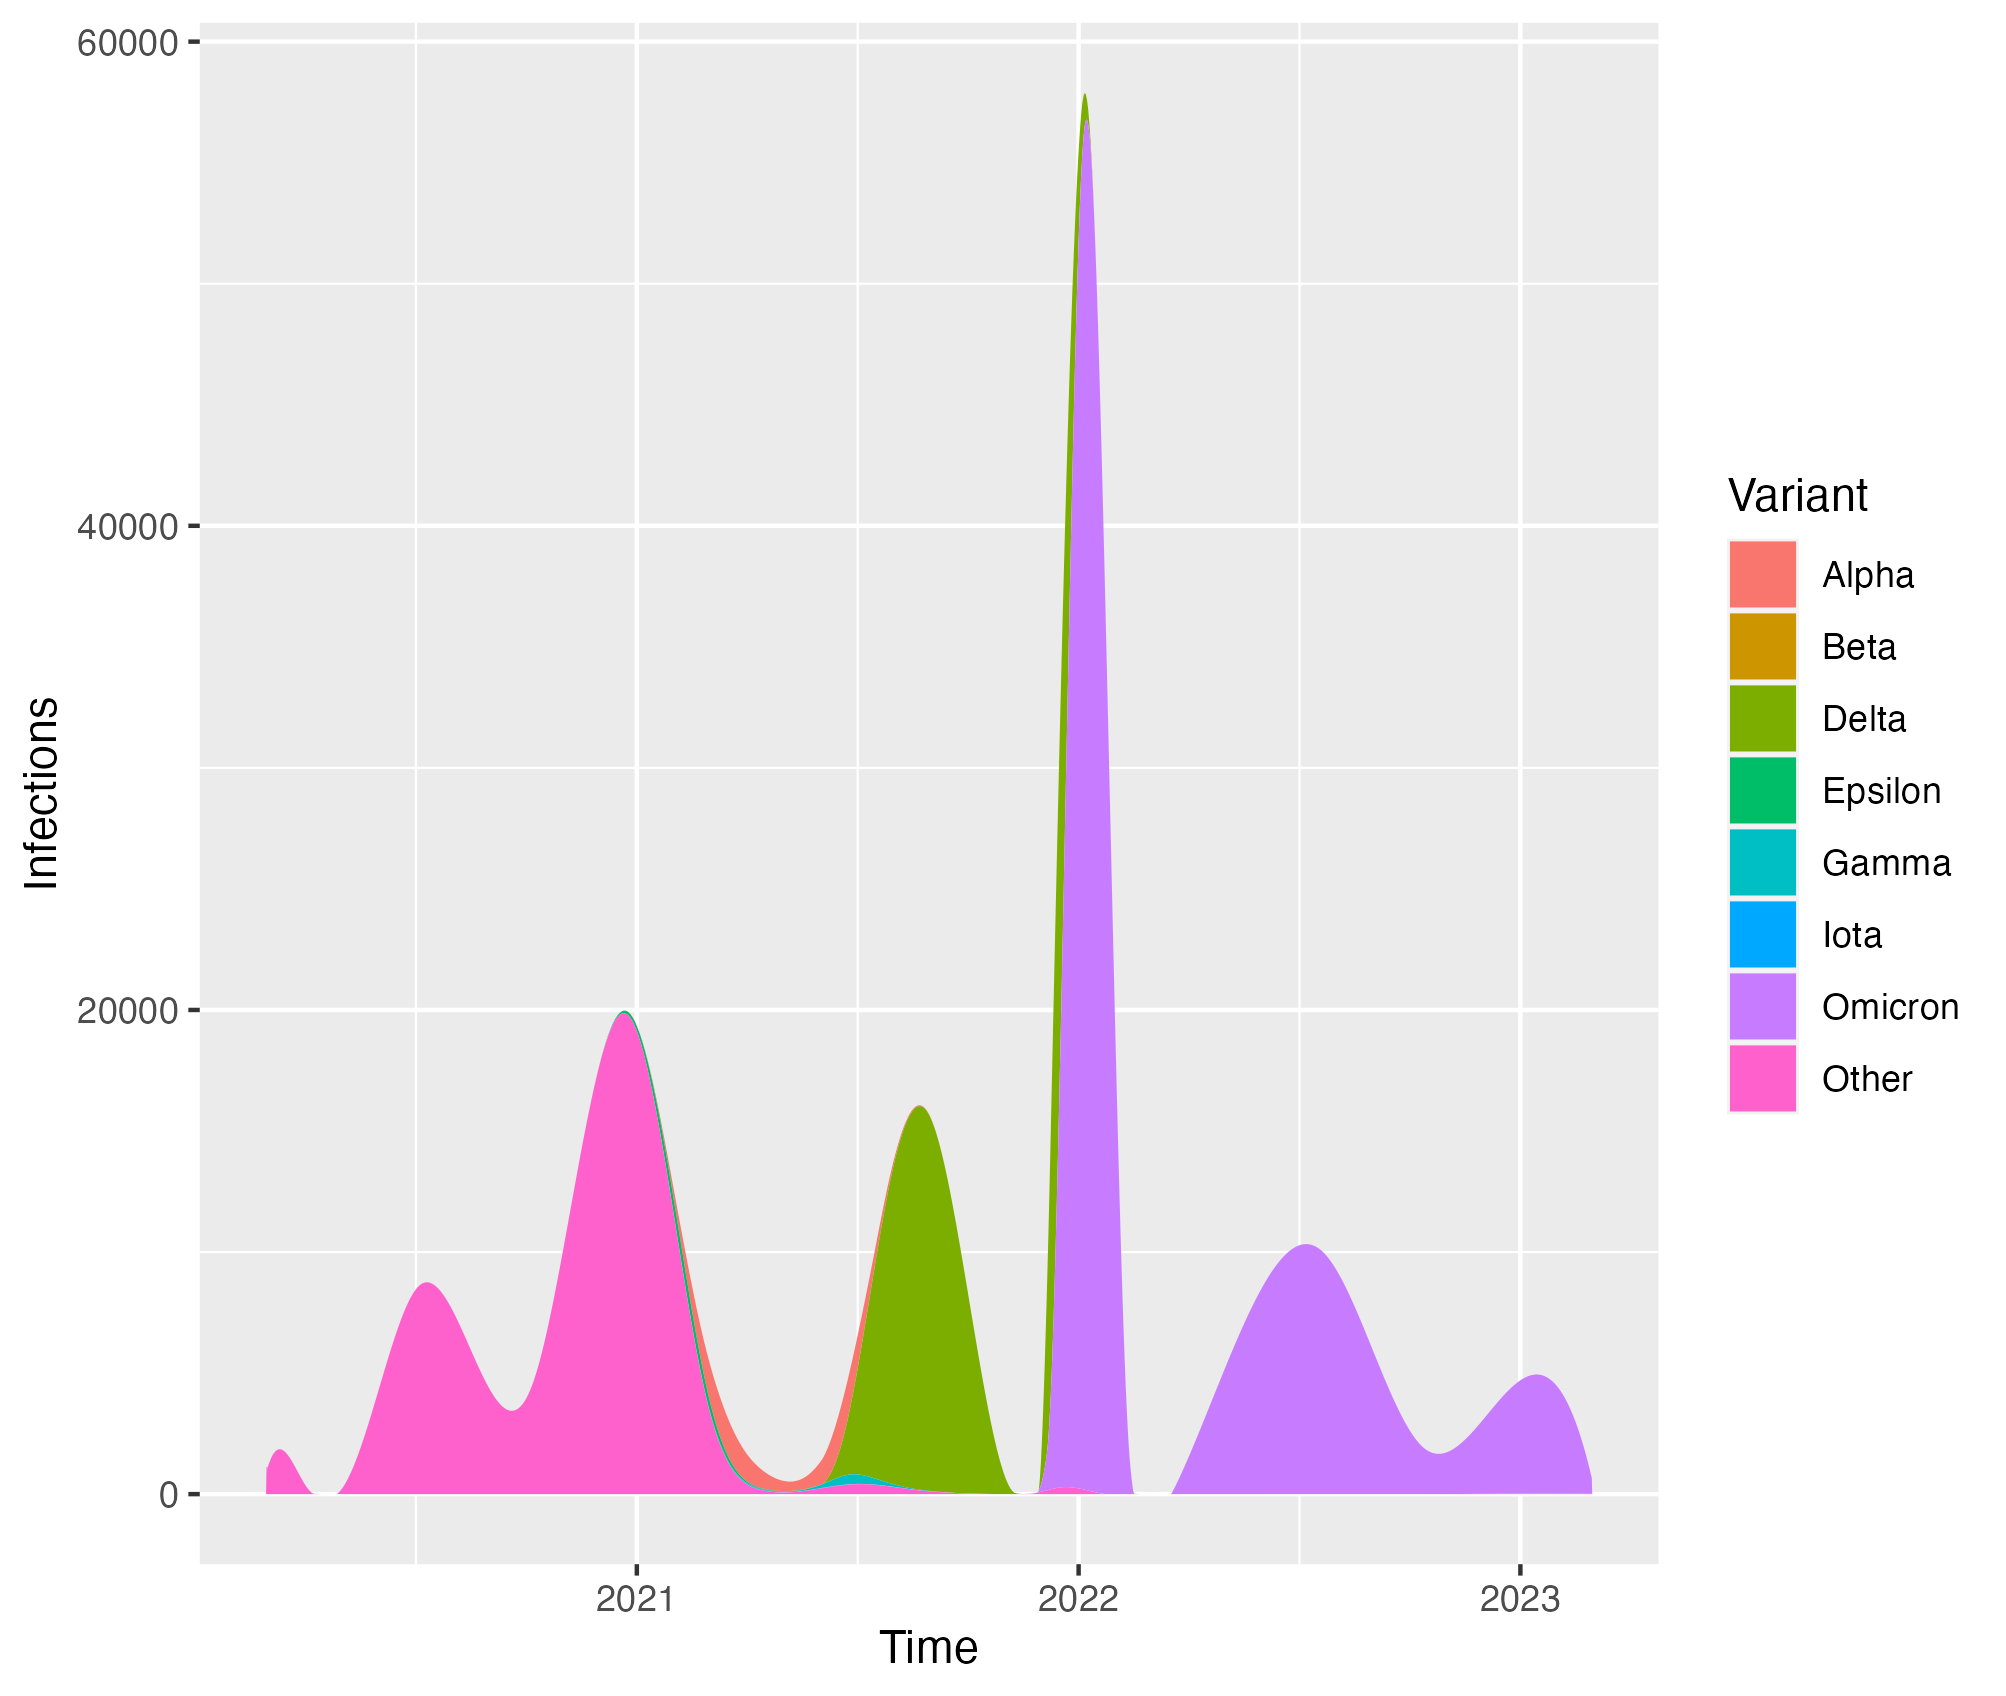 60000
40000
20000
0
Infections
2021
2022
2023
Time
Variant
Alpha
Beta
Delta
Epsilon
Gamma
Iota
Omicron
Other